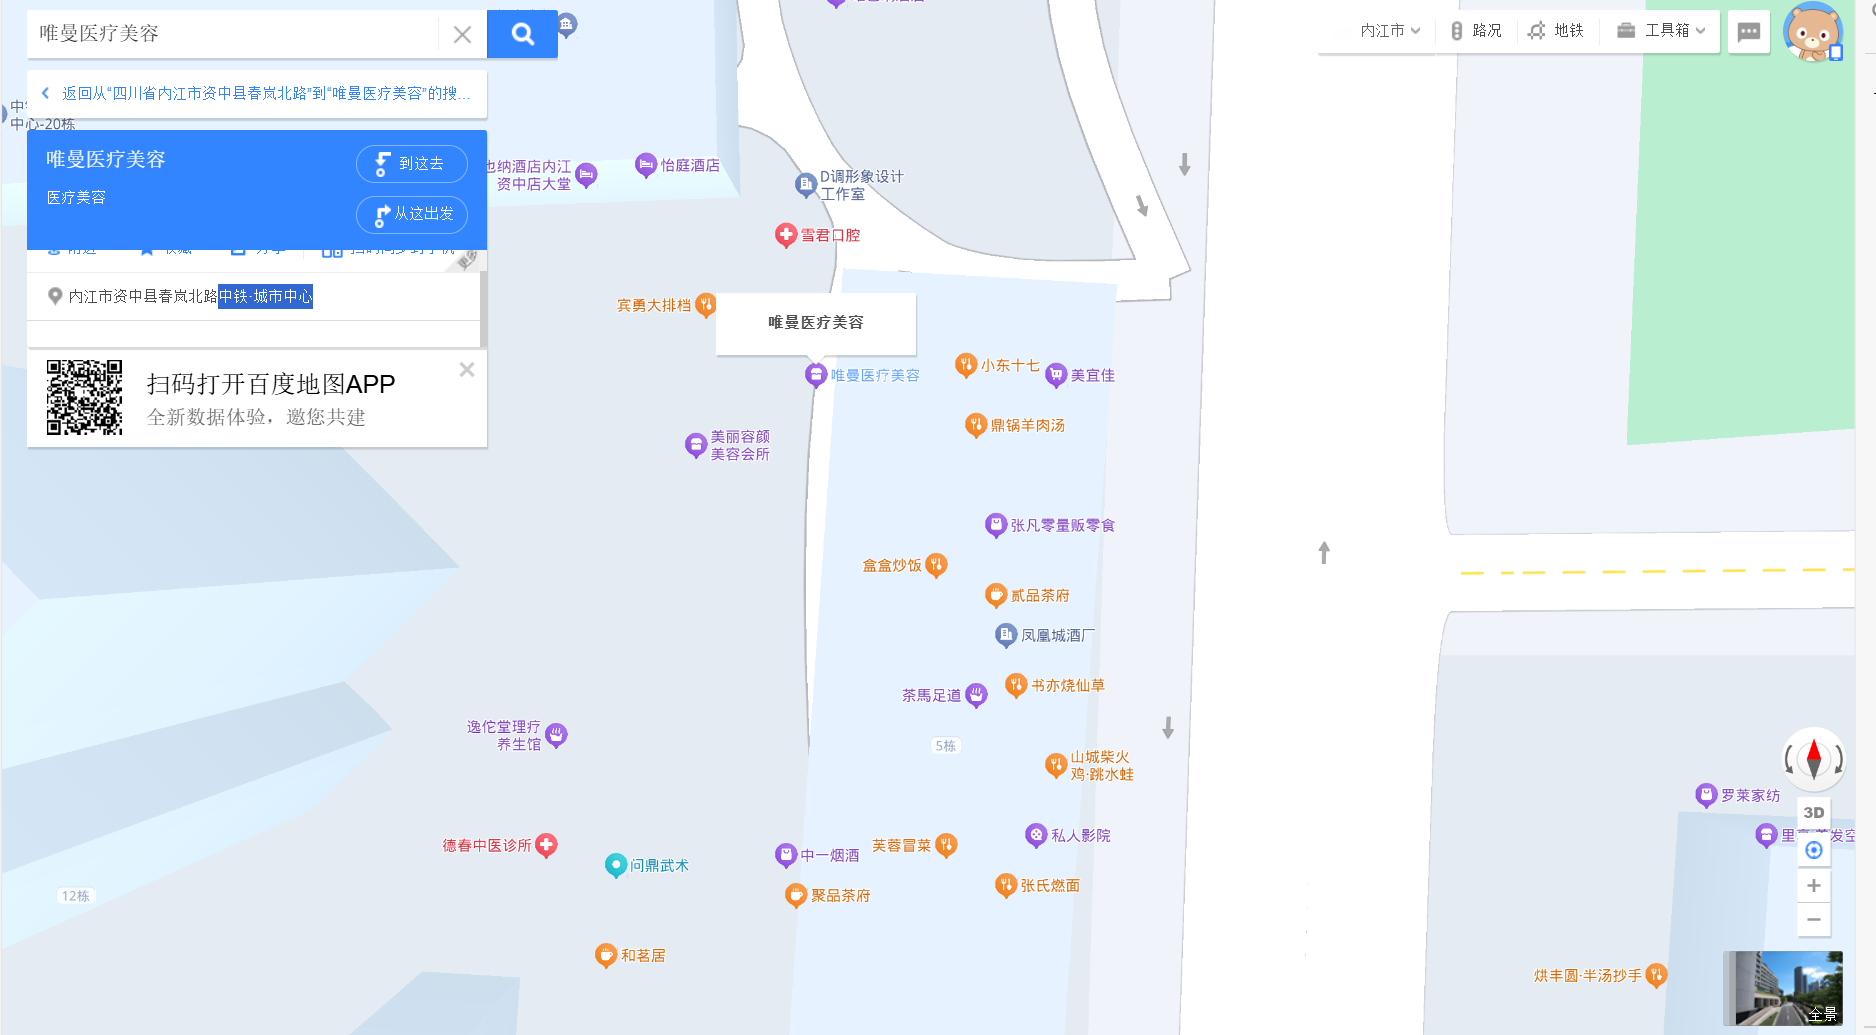 唯曼医疗美容
内江市
路况
地铁
工具箱
返回从“四川省内江市资中县春岚北路”到“唯曼医疗美容”的搜...
中心-20栋
唯曼医疗美容
到这去
医疗美容
从这出发
内江市资中县春岚北路中铁·城市中心
扫码打开百度地图APP
全新数据体验，邀您共建
也纳酒店内江
资中店大堂
怡庭酒店
D调形象设计
工作室
雪君口腔
宾勇大排档
唯曼医疗美容
唯曼医疗美容
小东十七
美宜佳
鼎锅羊肉汤
美丽容颜
美容会所
张凡零量贩零食
盒盒炒饭
贰品茶府
凤凰城酒厂
茶馬足道
书亦烧仙草
逸佗堂理疗
养生馆
5栋
山城柴火
鸡·跳水蛙
罗莱家纺
3D
私人影院
德春中医诊所
问鼎武术
中一烟酒
芙蓉冒菜
张氏燃面
聚品茶府
12栋
和茗居
烘丰圆·半汤抄手
全景